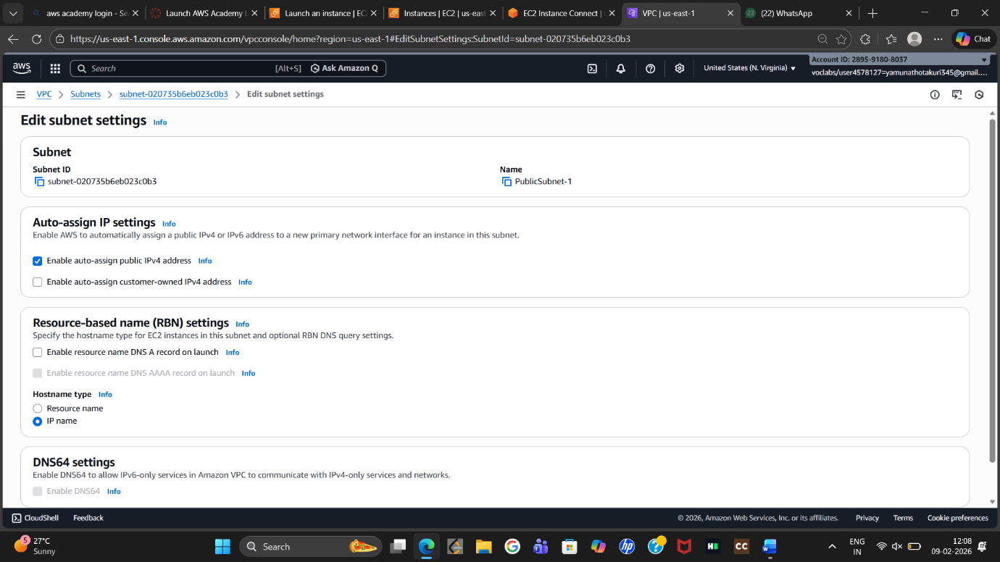 aws academy login - Se
Launch AWS Academy L
Launch an instance | EC2
Instances | EC2 | us-east
EC2 Instance Connect |
VPC | us-east-1
22
(22) WhatsApp
https://us-east-1.console.aws.amazon.com/vpcconsole/home?region=us-east-1#EditSubnetSettings:SubnetId=subnet-020735b6eb023c0b3
Chat
aws
Search
[Alt+S]
Ask Amazon Q
United States (N. Virginia)
Account ID: 2895-9180-8037
voclabs/user4578127=yamunathotakuri345@gmail....
VPC
Subnets
subnet-020735b6eb023c0b3
Edit subnet settings
Edit subnet settings Info
Subnet
Subnet ID
subnet-020735b6eb023c0b3
Name
PublicSubnet-1
Auto-assign IP settings Info
Enable AWS to automatically assign a public IPv4 or IPv6 address to a new primary network interface for an instance in this subnet.
Enable auto-assign public IPv4 address Info
Enable auto-assign customer-owned IPv4 address Info
Resource-based name (RBN) settings Info
Specify the hostname type for EC2 instances in this subnet and optional RBN DNS query settings.
Enable resource name DNS A record on launch Info
Enable resource name DNS AAAA record on launch Info
Hostname type Info
Resource name
IP name
DNS64 settings
Enable DNS64 to allow IPv6-only services in Amazon VPC to communicate with IPv4-only services and networks.
Enable DNS64 Info
CloudShell
Feedback
© 2026, Amazon Web Services, Inc. or its affiliates.
Privacy
Terms
Cookie preferences
5
27°C
Sunny
Search
CC
ENG
IN
12:08
09-02-2026